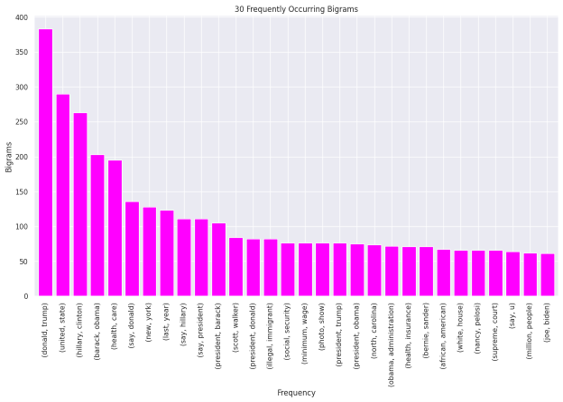 30 Frequently Occurring Bigrams
Bigrams
400
350
300
250
200
150
100
50
0
(donald, trump)
(united, state)
(hillary, clinton)
(barack, obama)
(health, care)
(say, donald)
(new, york)
(last, year)
(say, hillary)
(say, president)
(president, barack)
(scott, walker)
(president, donald)
(illegal, immigrant)
(social, security)
(minimum, wage)
(photo, show)
(president, trump)
(president, obama)
(north, carolina)
(obama, administration)
(health, insurance)
(bernie, sander)
(african, american)
(white, house)
(nancy, pelosi)
(supreme, court)
(say, u)
(million, people)
(joe, biden)
Frequency